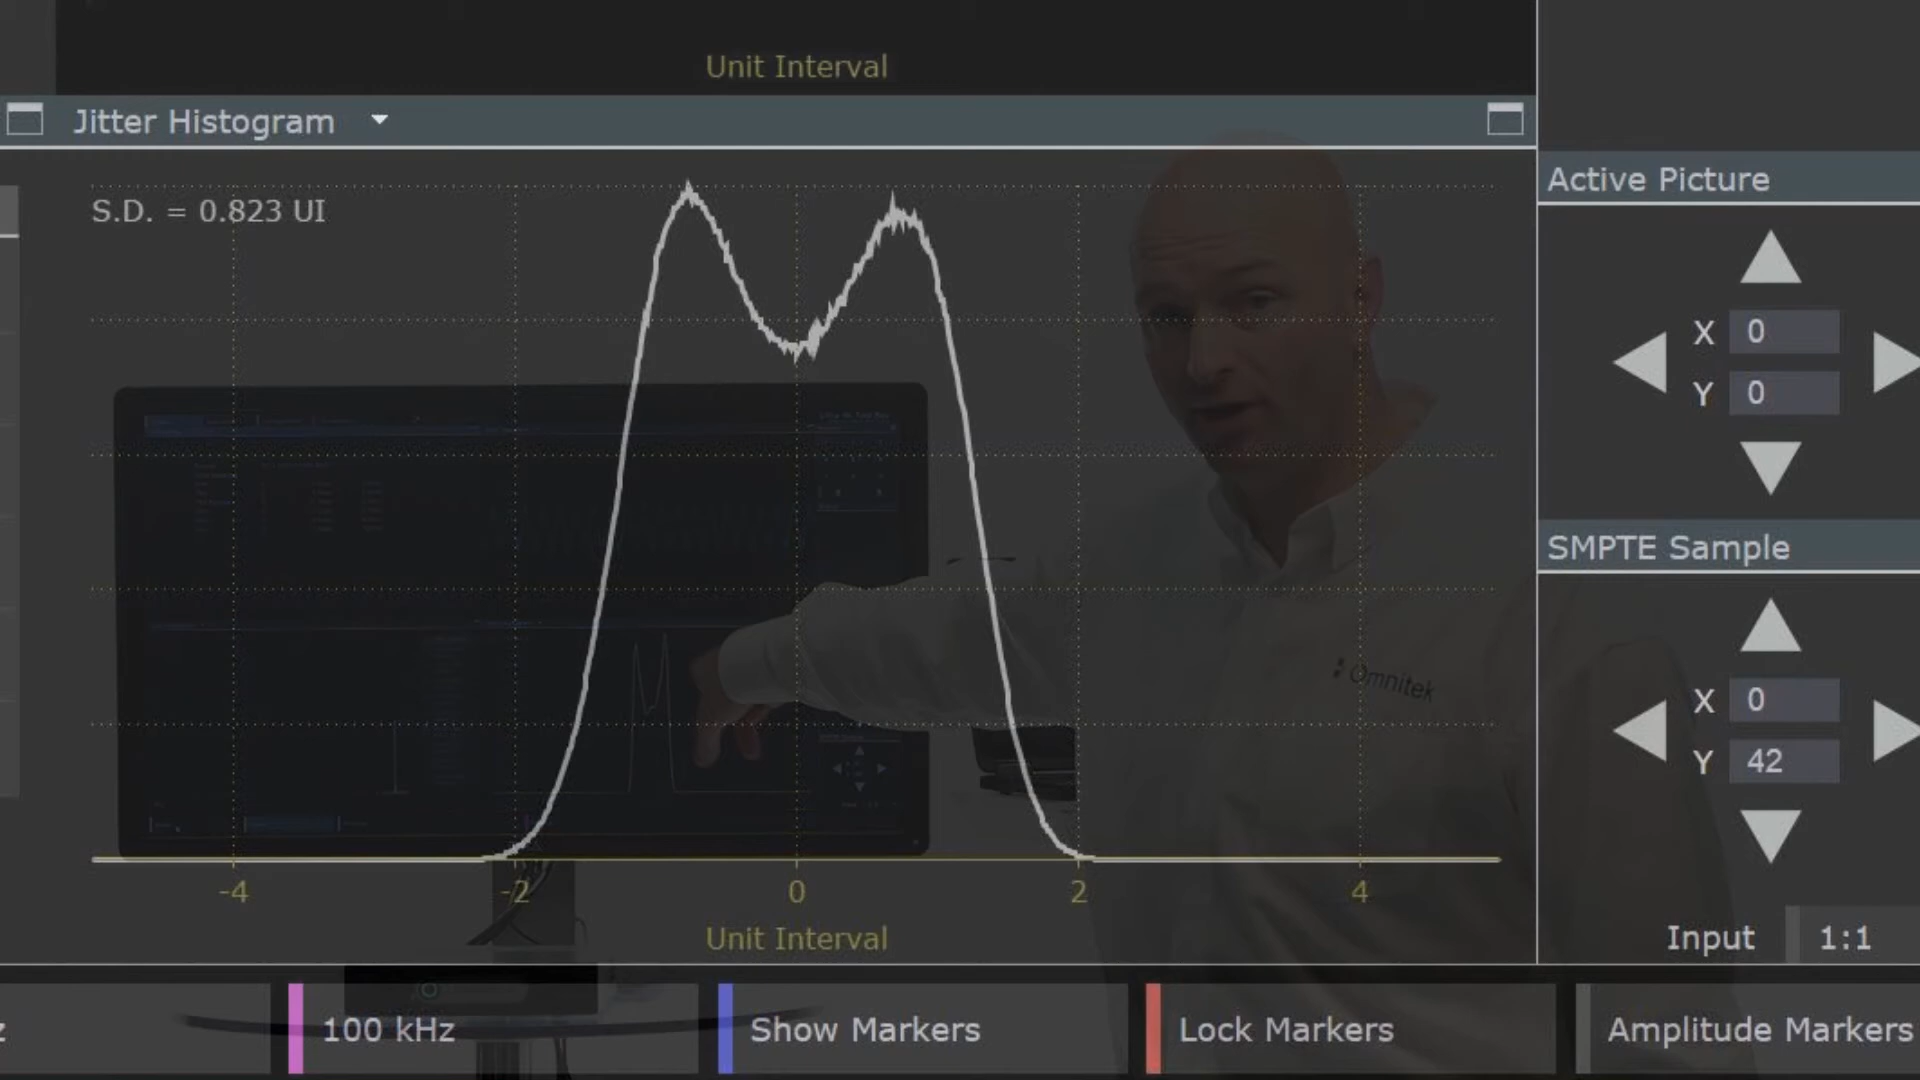 Unit Interval
Jitter Histogram
S.D. = 0.823 UI
-4
-2
0
2
4
Unit Interval
Active Picture
X 0
Y 0
SMPTE Sample
X 0
Y 42
Input 1:1
z
100 kHz
Show Markers
Lock Markers
Amplitude Markers
Omnitek